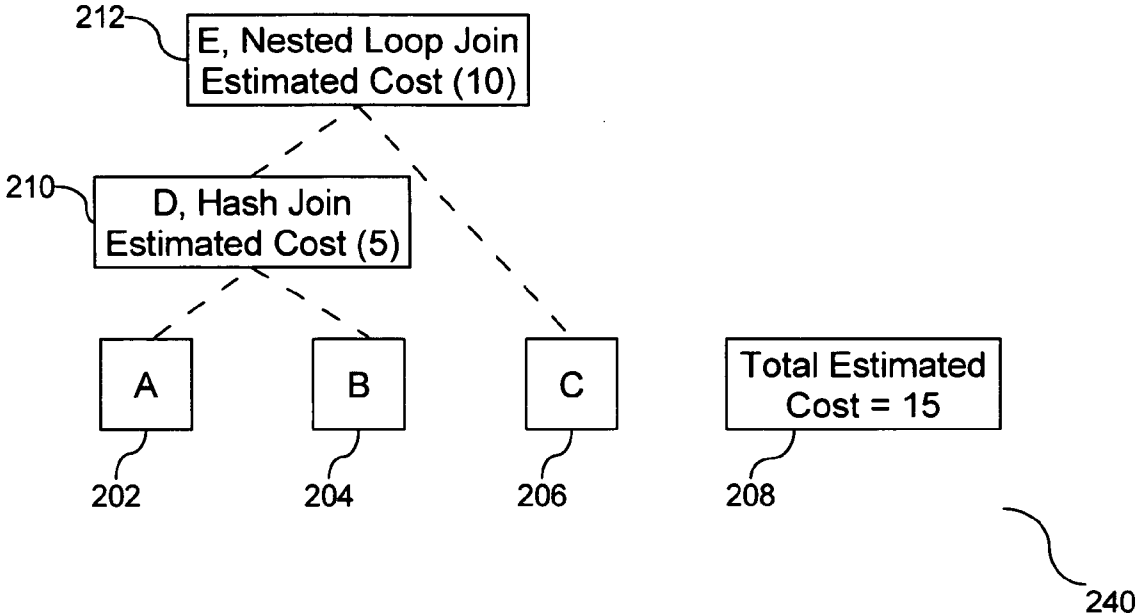 212
E, Nested Loop Join
Estimated Cost (10)
210
D, Hash Join
Estimated Cost (5)
A
B
C
Total Estimated
Cost = 15
202
204
206
208
240